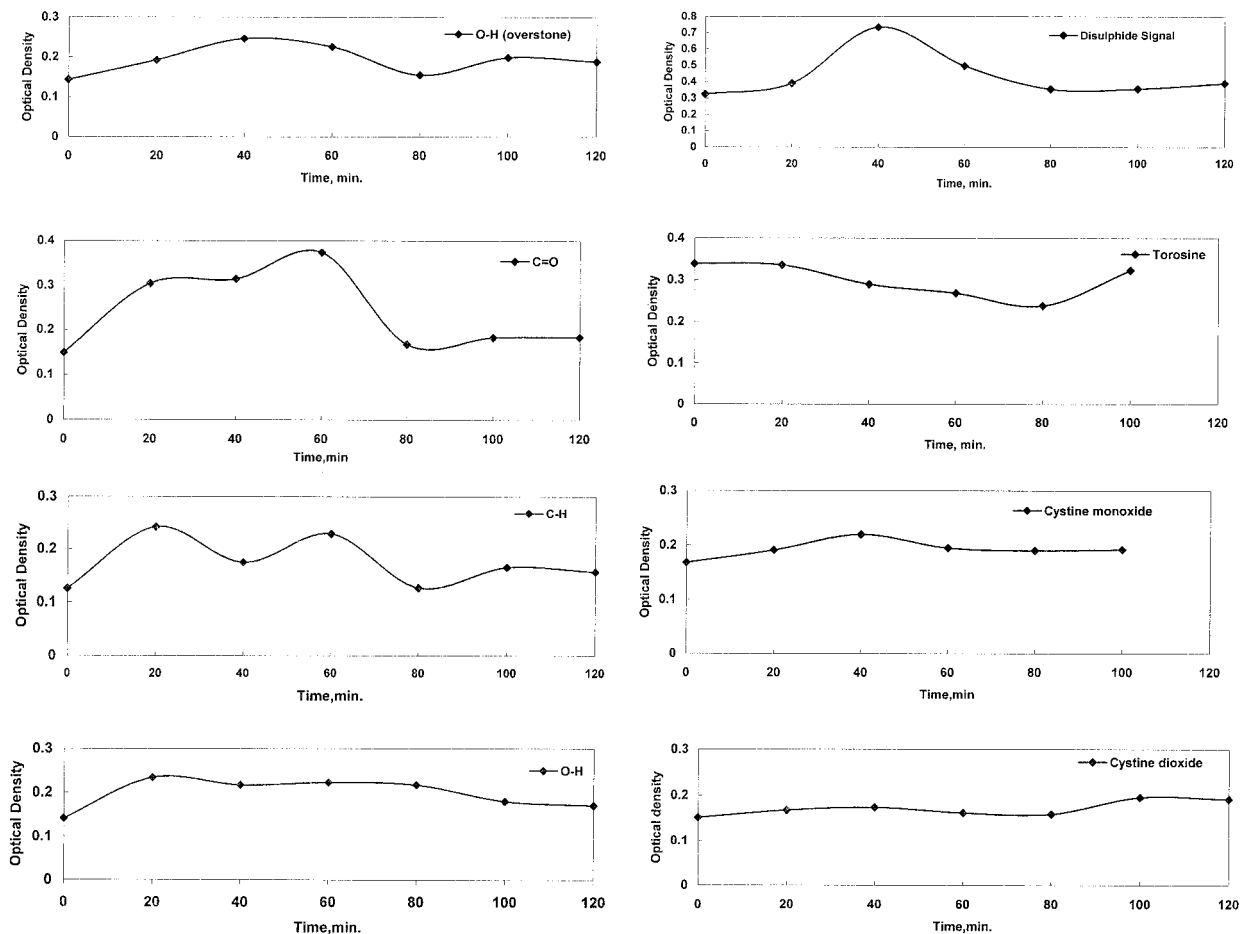 0.3
O-H (overstone)
0.2
0.1
0
Optical Density
0 20 40 60 80 100 120
Time, min.
0.8
Disulphide Signal
0.7
0.6
0.5
0.4
0.3
0.2
0.1
0
Optical Density
0 20 40 60 80 100 120
Time, min.
0.4
C=O
0.3
0.2
0.1
0
Optical Density
0 20 40 60 80 100 120
Time,min
0.4
Torosine
0.3
0.2
0.1
0
Optical Density
0 20 40 60 80 100 120
Time, min.
0.3
C-H
0.2
0.1
0
Optical Density
0 20 40 60 80 100 120
Time,min.
0.3
Cystine monoxide
0.2
0.1
0
Optical Density
0 20 40 60 80 100 120
Time,min
0.3
O-H
0.2
0.1
0
Optical Density
0 20 40 60 80 100 120
Time,min.
0.3
Cystine dioxide
0.2
0.1
0
Optical density
0 20 40 60 80 100 120
Time,min.